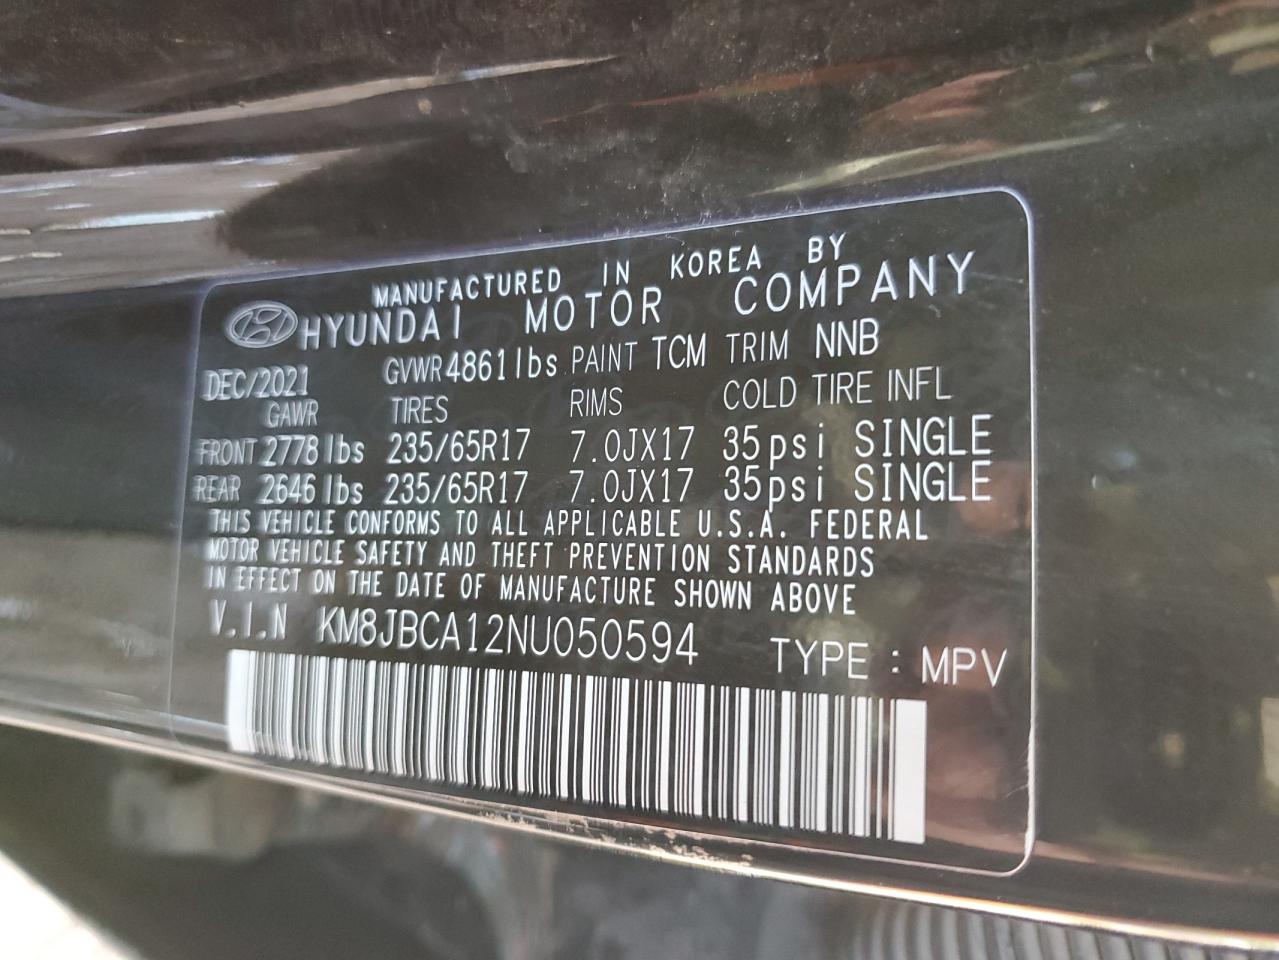 MANUFACTURED IN KOREA BY
HYUNDAI MOTOR COMPANY
DEC/2021 GVWR 4861lbs PAINT TCM TRIM NNB
GAWR TIRES RIMS COLD TIRE INFL
FRONT 2778 lbs 235/65R17 7.0JX17 35psi SINGLE
REAR 2646 lbs 235/65R17 7.0JX17 35psi SINGLE
THIS VEHICLE CONFORMS TO ALL APPLICABLE U.S.A. FEDERAL
MOTOR VEHICLE SAFETY AND THEFT PREVENTION STANDARDS
IN EFFECT ON THE DATE OF MANUFACTURE SHOWN ABOVE
V.I.N KM8JBCA12NU050594 TYPE : MPV